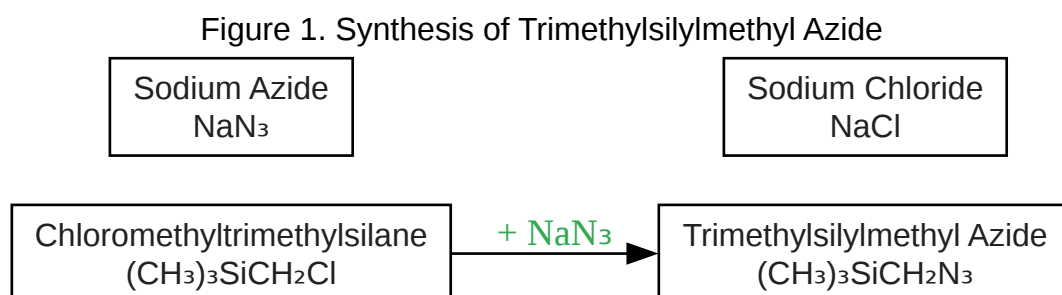 Figure 1. Synthesis of Trimethylsilylmethyl Azide
Sodium Azide
NaN₃
Sodium Chloride
NaCl
Chloromethyltrimethylsilane
(CH₃)₃SiCH₂Cl
+ NaN₃
Trimethylsilylmethyl Azide
(CH₃)₃SiCH₂N₃